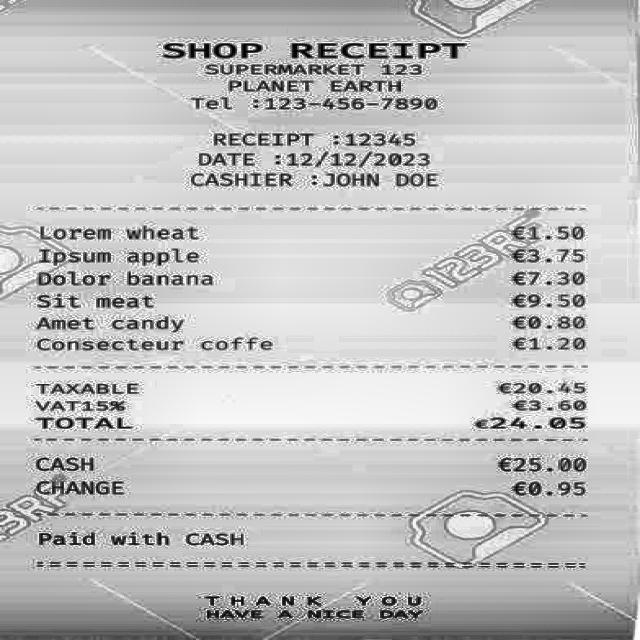 SHOP RECEIPT
SUPERMARKET 123
PLANET EARTH
Tel :123-456-7890
RECEIPT :12345
DATE :12/12/2023
CASHIER :JOHN DOE
Lorem wheat €1.50
Ipsum apple €3.75
Dolor banana €7.30
Sit meat €9.50
Amet candy €0.80
Consecteur coffe €1.20
TAXABLE €20.45
VAT15% €3.60
TOTAL €24.05
CASH €25.00
CHANGE €0.95
Paid with CASH
THANK YOU
HAVE A NICE DAY